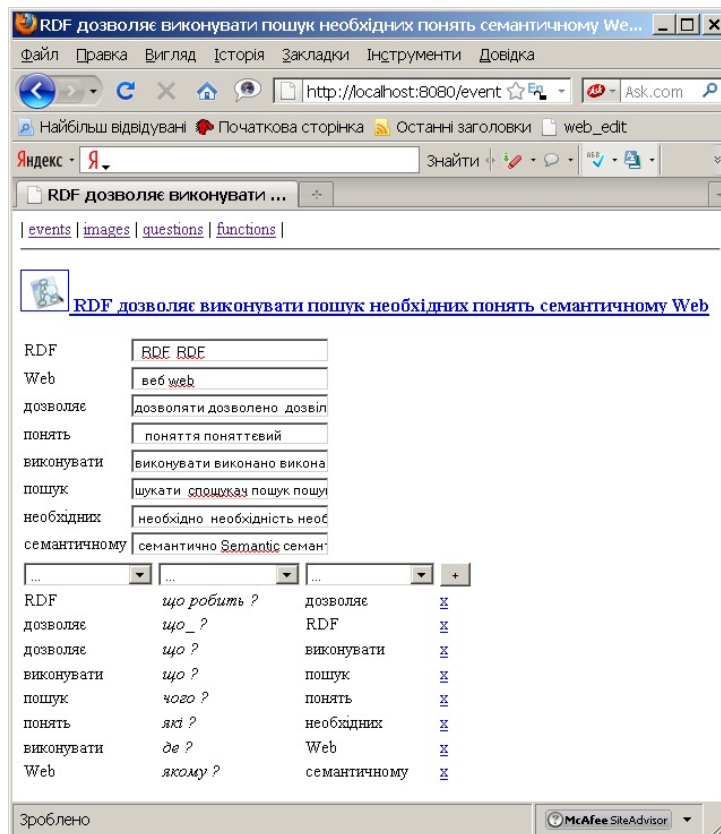 RDF дозволяє виконувати пошук необхідних понять семантичному We...
Файл Правка Вигляд Історія Закладки Інструменти Довідка
http://localhost:8080/event Ask.com
Найбільш відвідувані Початкова сторінка Останні заголовки web_edit
Яндекс Я Знайти
RDF дозволяє виконувати ...
| events | images | questions | functions |
RDF дозволяє виконувати пошук необхідних понять семантичному Web
RDF RDF RDF
Web веб web
дозволяє дозволяти дозволено дозвіл
понять поняття поняттєвий
виконувати виконувати виконано викона
пошук шукати спошукач пошук пошу
необхідних необхідно необхідність необ
семантичному семантично Semantic семан
... ... ... +
RDF що робить ? дозволяє x
дозволяє що_ ? RDF x
дозволяє що ? виконувати x
виконувати що ? пошук x
пошук чого ? понять x
понять які ? необхідних x
виконувати де ? Web x
Web якому ? семантичному x
Зроблено McAfee SiteAdvisor